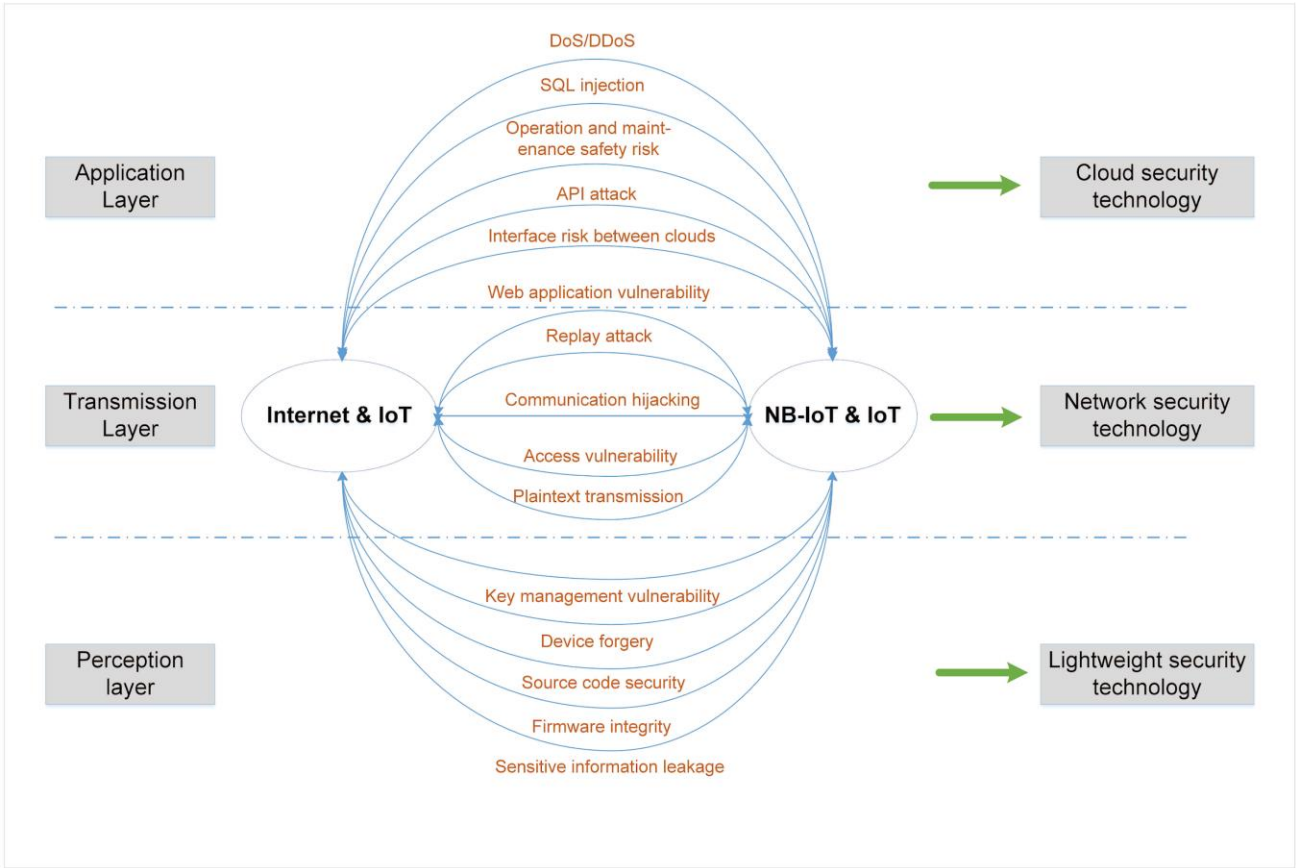 DoS/DDoS
SQL injection
Operation and maint-
enance safety risk
API attack
Interface risk between clouds
Web application vulnerability
Application
Layer
Cloud security
technology
Replay attack
Communication hijacking
Access vulnerability
Plaintext transmission
Transmission
Layer
Internet & IoT
NB-IoT & IoT
Network security
technology
Key management vulnerability
Device forgery
Source code security
Firmware integrity
Sensitive information leakage
Perception
layer
Lightweight security
technology